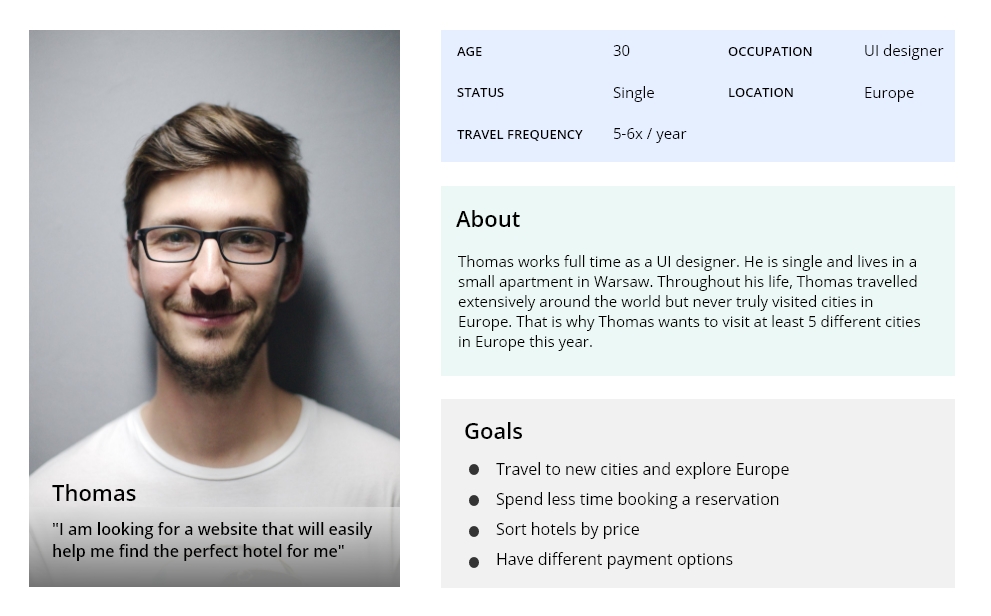 Thomas
"I am looking for a website that will easily
help me find the perfect hotel for me"
AGE 30 OCCUPATION UI designer
STATUS Single LOCATION Europe
TRAVEL FREQUENCY 5-6x / year
About
Thomas works full time as a UI designer. He is single and lives in a
small apartment in Warsaw. Throughout his life, Thomas travelled
extensively around the world but never truly visited cities in
Europe. That is why Thomas wants to visit at least 5 different cities
in Europe this year.
Goals
● Travel to new cities and explore Europe
● Spend less time booking a reservation
● Sort hotels by price
● Have different payment options